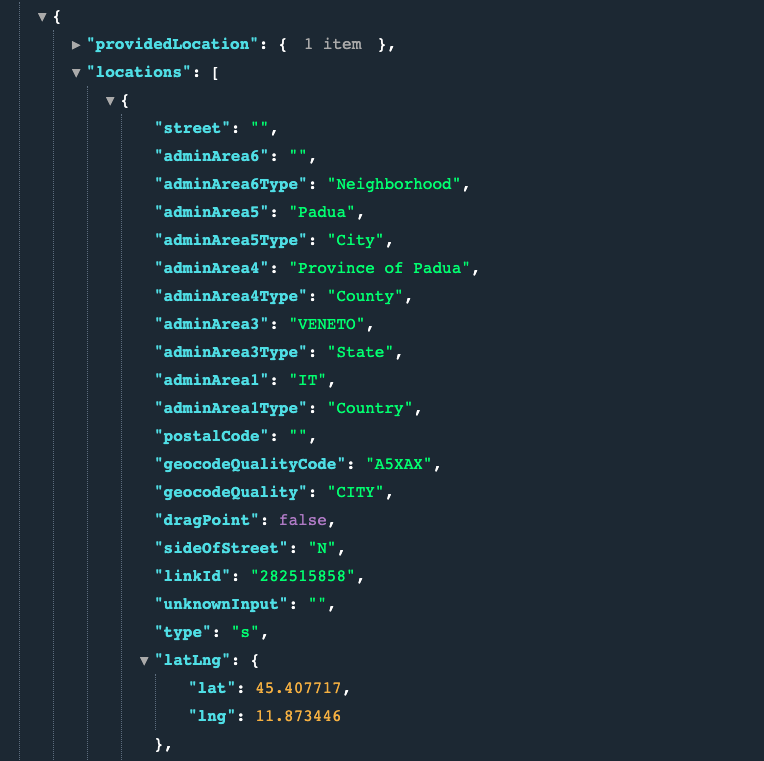 {
"providedLocation": { 1 item },
"locations": [
{
"street": "",
"adminArea6": "",
"adminArea6Type": "Neighborhood",
"adminArea5": "Padua",
"adminArea5Type": "City",
"adminArea4": "Province of Padua",
"adminArea4Type": "County",
"adminArea3": "VENETO",
"adminArea3Type": "State",
"adminArea1": "IT",
"adminArea1Type": "Country",
"postalCode": "",
"geocodeQualityCode": "A5XAX",
"geocodeQuality": "CITY",
"dragPoint": false,
"sideOfStreet": "N",
"linkId": "282515858",
"unknownInput": "",
"type": "s",
"latLng": {
"lat": 45.407717,
"lng": 11.873446
},